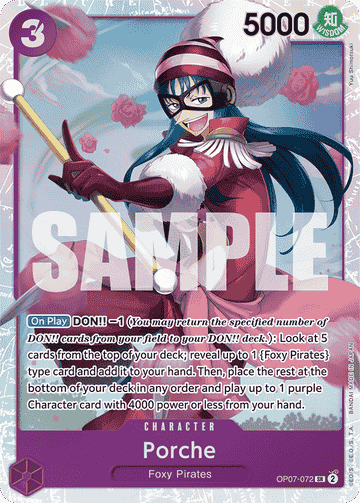 3
5000
知
WISDOM
Yuu Shimotsuki
SAMPLE
On Play DON!! −1 (You may return the specified number of
DON!! cards from your field to your DON!! deck.): Look at 5
cards from the top of your deck; reveal up to 1 {Foxy Pirates}
type card and add it to your hand. Then, place the rest at the
bottom of your deck in any order and play up to 1 purple
Character card with 4000 power or less from your hand.
CHARACTER
Porche
Foxy Pirates
OP07-072 SR 2